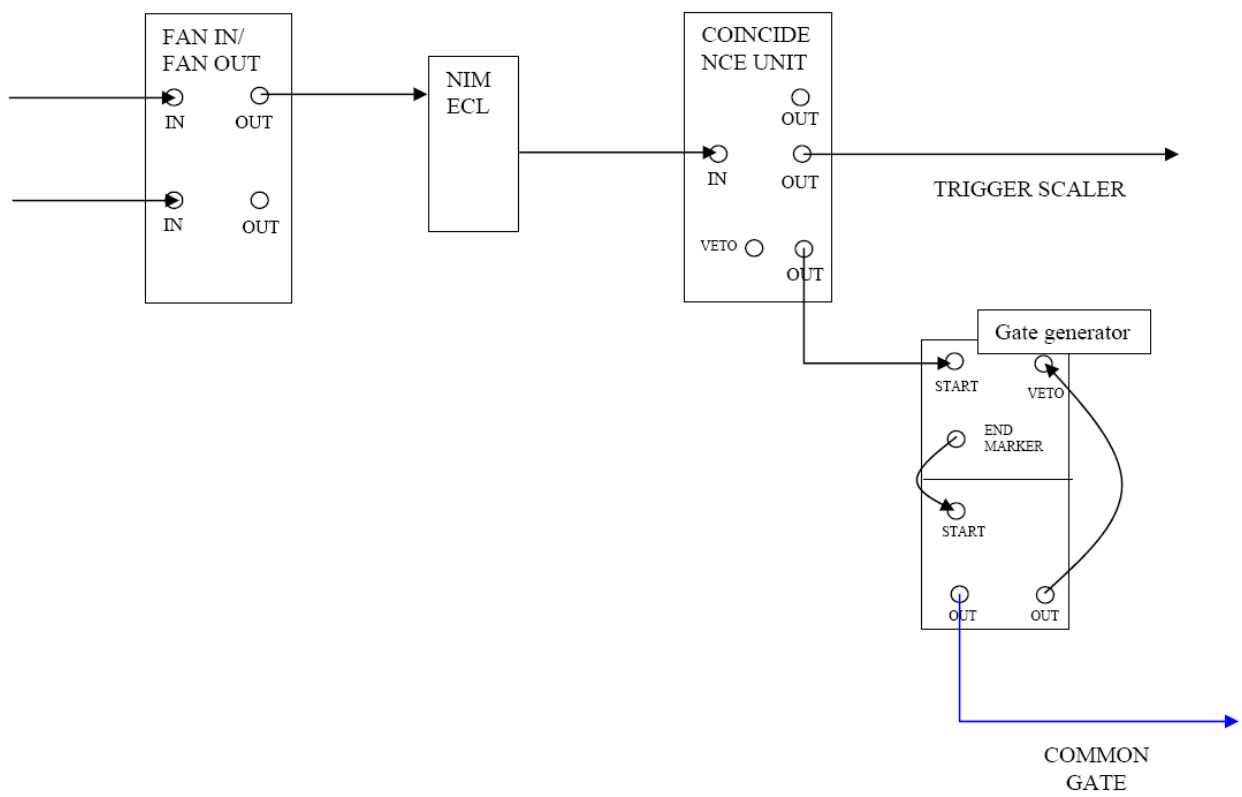 FAN IN/
FAN OUT
IN
OUT
IN
OUT
NIM
ECL
COINCIDE
NCE UNIT
OUT
IN
OUT
VETO
OUT
TRIGGER SCALER
Gate generator
START
VETO
END
MARKER
START
OUT
OUT
COMMON
GATE